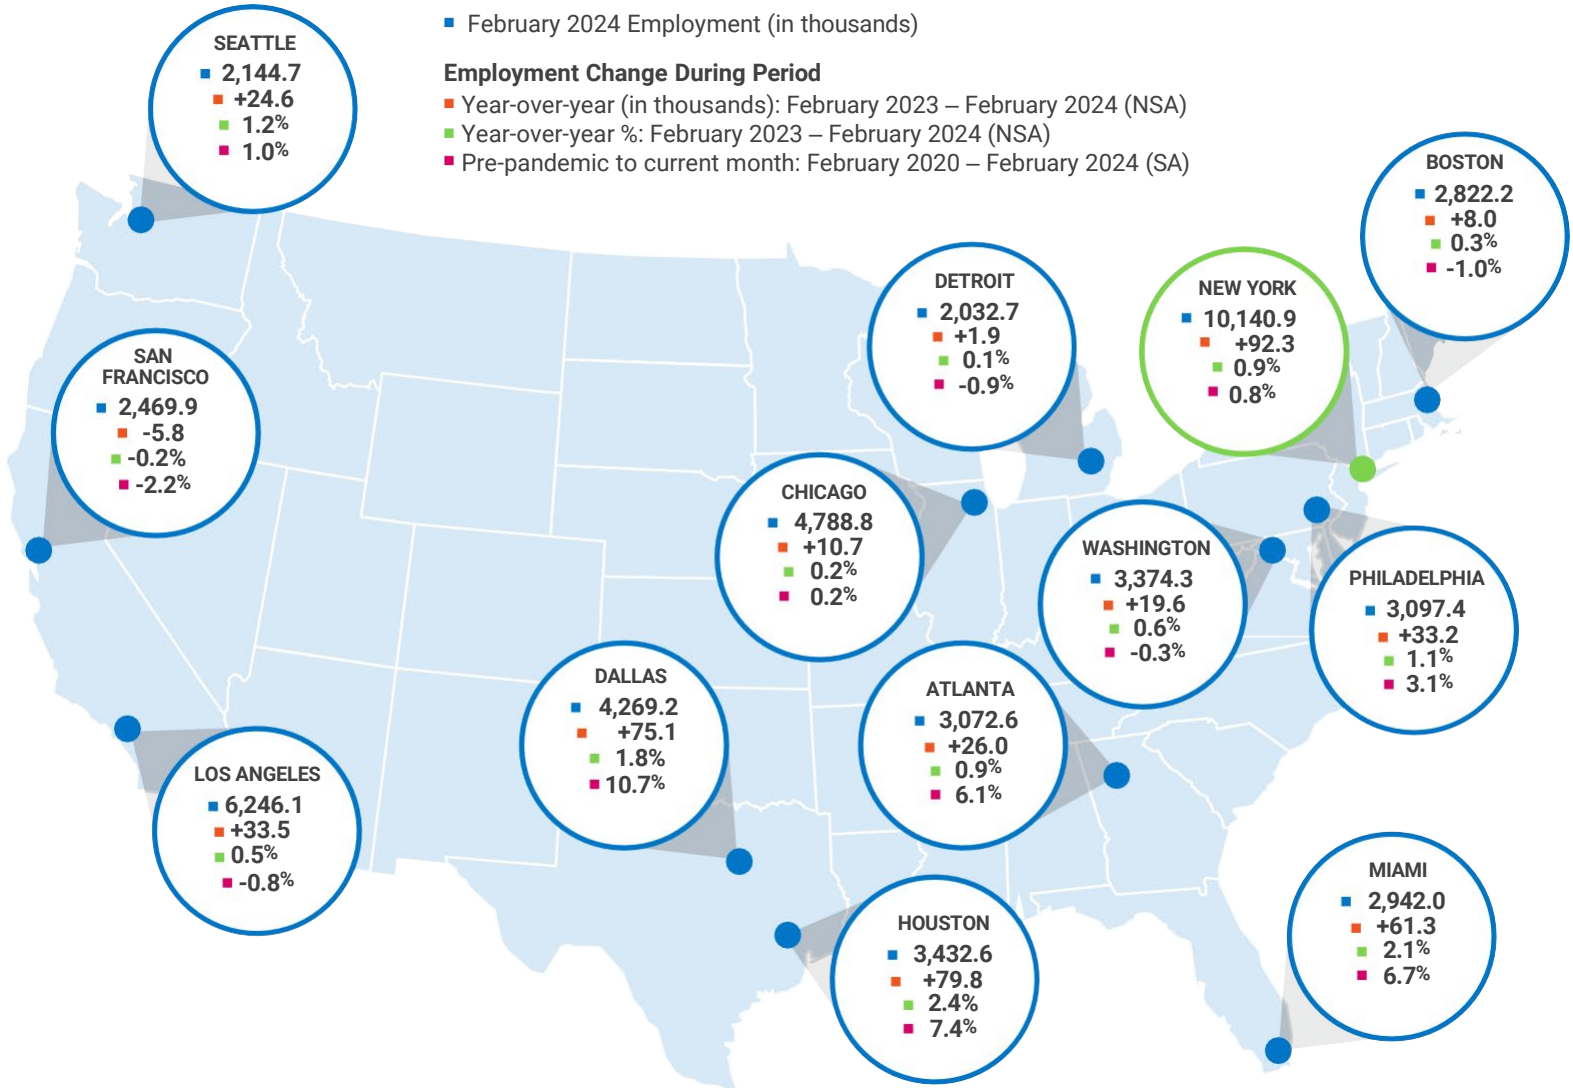 February 2024 Employment (in thousands)
Employment Change During Period
Year-over-year (in thousands): February 2023 – February 2024 (NSA)
Year-over-year %: February 2023 – February 2024 (NSA)
Pre-pandemic to current month: February 2020 – February 2024 (SA)
SEATTLE
2,144.7
+24.6
1.2%
1.0%
BOSTON
2,822.2
+8.0
0.3%
-1.0%
DETROIT
2,032.7
+1.9
0.1%
-0.9%
NEW YORK
10,140.9
+92.3
0.9%
0.8%
SAN
FRANCISCO
2,469.9
-5.8
-0.2%
-2.2%
CHICAGO
4,788.8
+10.7
0.2%
0.2%
WASHINGTON
3,374.3
+19.6
0.6%
-0.3%
PHILADELPHIA
3,097.4
+33.2
1.1%
3.1%
DALLAS
4,269.2
+75.1
1.8%
10.7%
ATLANTA
3,072.6
+26.0
0.9%
6.1%
LOS ANGELES
6,246.1
+33.5
0.5%
-0.8%
HOUSTON
3,432.6
+79.8
2.4%
7.4%
MIAMI
2,942.0
+61.3
2.1%
6.7%